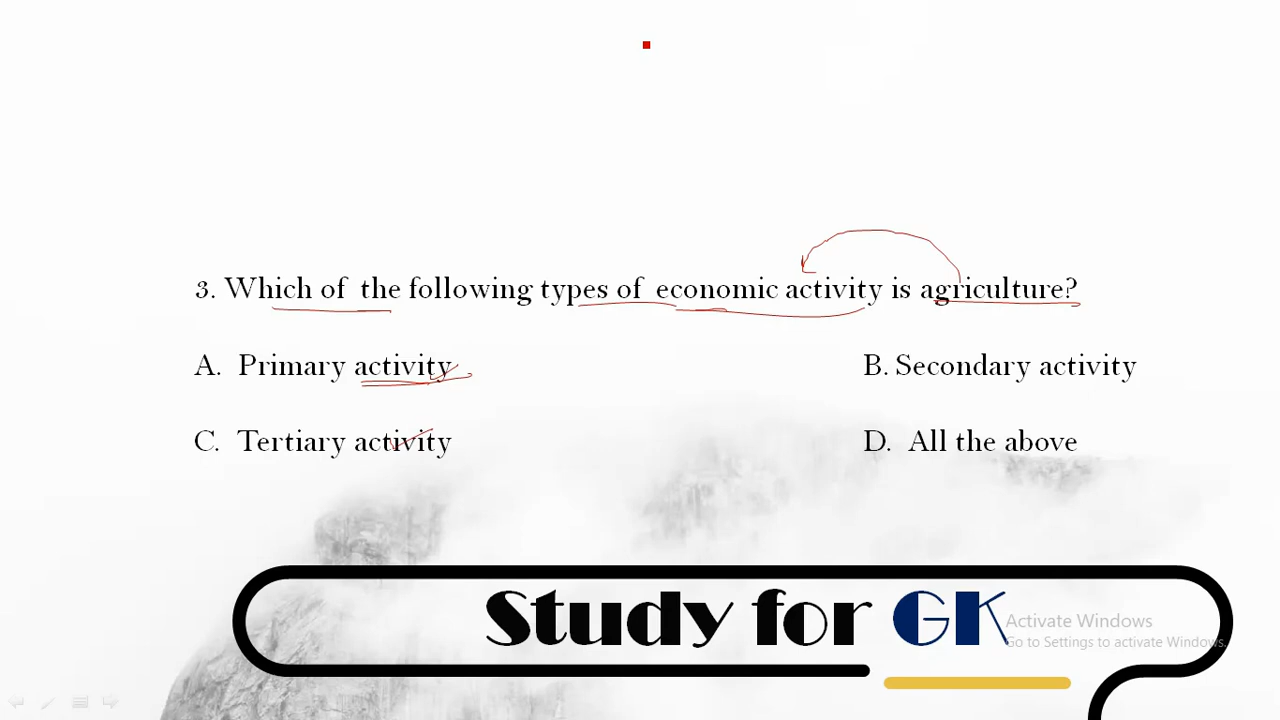 3. Which of the following types of economic activity is agriculture?
A. Primary activity
B. Secondary activity
C. Tertiary activity
D. All the above
Study for GK
Activate Windows
Go to Settings to activate Windows.